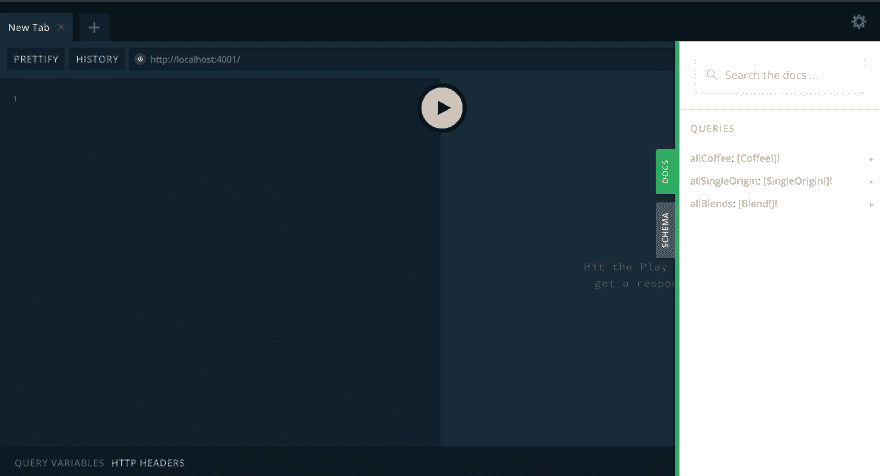 New Tab
PRETTIFY
HISTORY
http://localhost:4001/
1
Hit the Play
get a respon
DOCS
SCHEMA
Search the docs ...
QUERIES
allCoffee: [Coffee!]!
allSingleOrigin: [SingleOrigin!]!
allBlends: [Blend!]!
QUERY VARIABLES
HTTP HEADERS